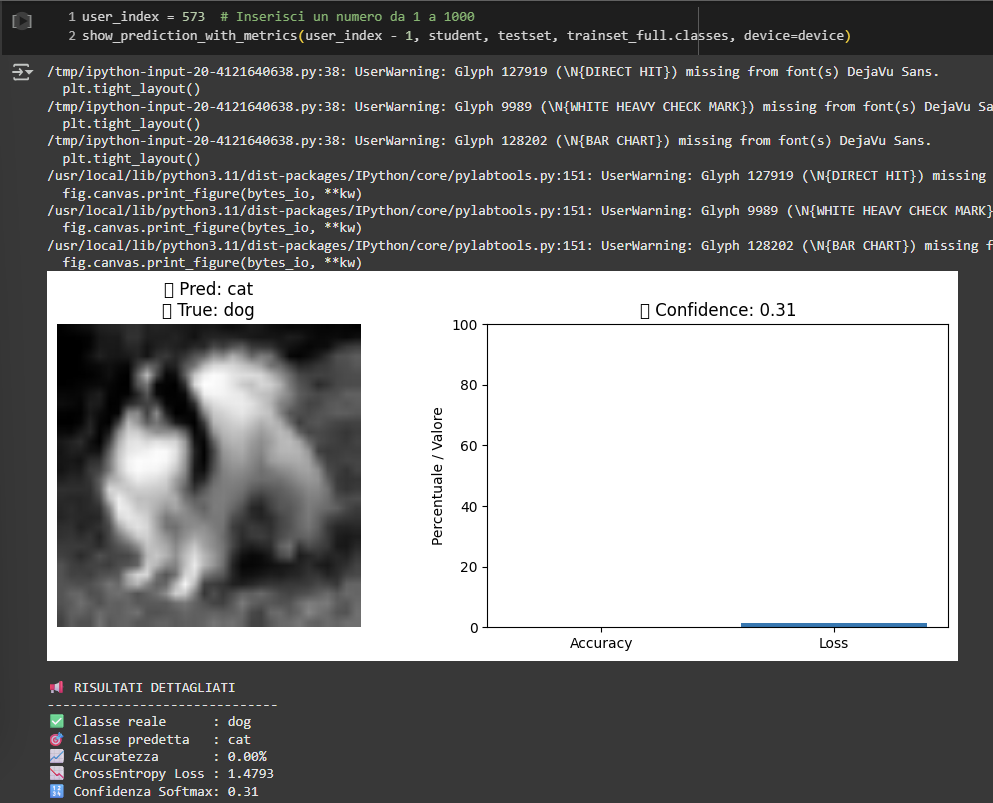 1 user_index = 573  # Inserisci un numero da 1 a 1000
2 show_prediction_with_metrics(user_index - 1, student, testset, trainset_full.classes, device=device)
/tmp/ipython-input-20-4121640638.py:38: UserWarning: Glyph 127919 (\N{DIRECT HIT}) missing from font(s) DejaVu Sans.
plt.tight_layout()
/tmp/ipython-input-20-4121640638.py:38: UserWarning: Glyph 9989 (\N{WHITE HEAVY CHECK MARK}) missing from font(s) DejaVu Sa
plt.tight_layout()
/tmp/ipython-input-20-4121640638.py:38: UserWarning: Glyph 128202 (\N{BAR CHART}) missing from font(s) DejaVu Sans.
plt.tight_layout()
/usr/local/lib/python3.11/dist-packages/IPython/core/pylabtools.py:151: UserWarning: Glyph 127919 (\N{DIRECT HIT}) missing
fig.canvas.print_figure(bytes_io, **kw)
/usr/local/lib/python3.11/dist-packages/IPython/core/pylabtools.py:151: UserWarning: Glyph 9989 (\N{WHITE HEAVY CHECK MARK}
fig.canvas.print_figure(bytes_io, **kw)
/usr/local/lib/python3.11/dist-packages/IPython/core/pylabtools.py:151: UserWarning: Glyph 128202 (\N{BAR CHART}) missing f
fig.canvas.print_figure(bytes_io, **kw)
▯ Pred: cat
▯ True: dog
▯ Confidence: 0.31
100
80
60
40
20
0
Percentuale / Valore
Accuracy
Loss
📢 RISULTATI DETTAGLIATI
------------------------------
✅ Classe reale      : dog
🎯 Classe predetta   : cat
📈 Accuratezza       : 0.00%
📉 CrossEntropy Loss : 1.4793
🔢 Confidenza Softmax: 0.31